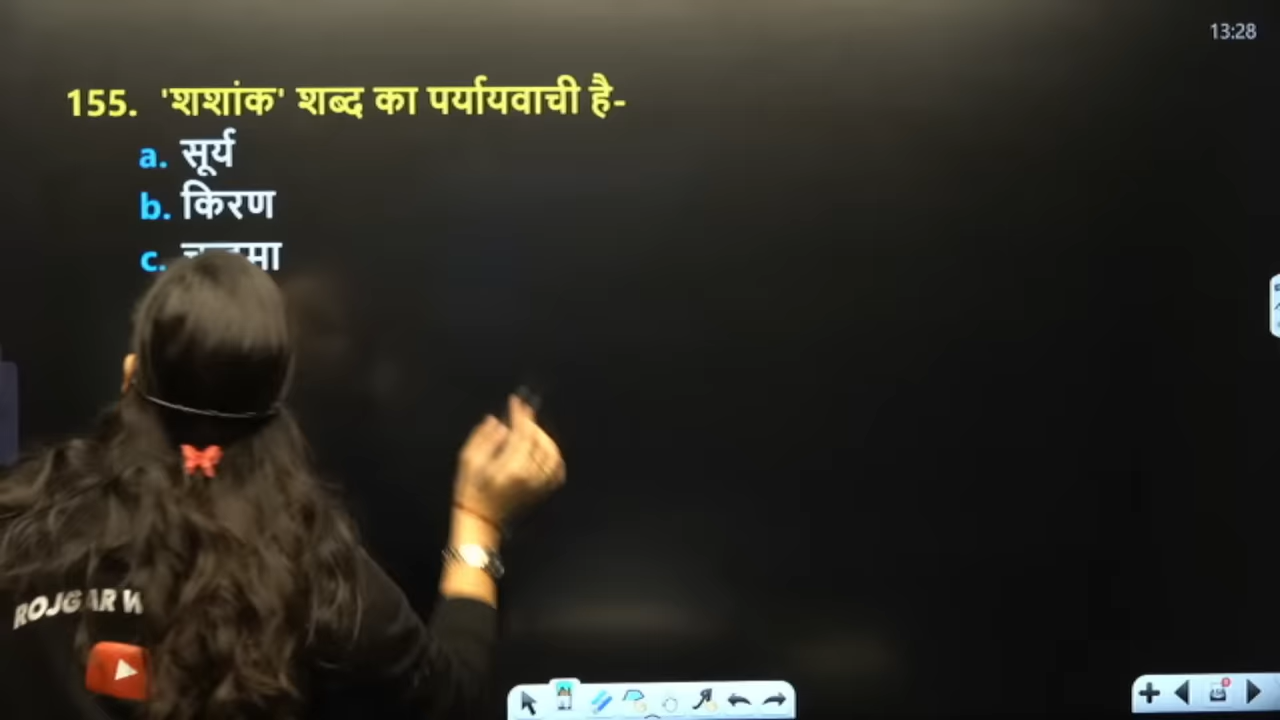 13:28
155. 'शशांक' शब्द का पर्यायवाची है-
a. सूर्य
b. किरण
c.
ROJGAR W